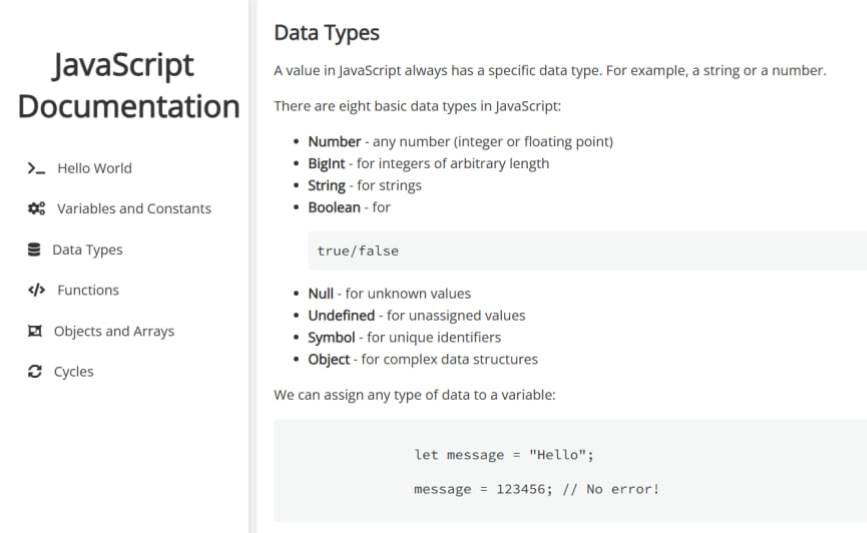 JavaScript
Documentation
Hello World
Variables and Constants
Data Types
Functions
Objects and Arrays
Cycles
Data Types
A value in JavaScript always has a specific data type. For example, a string or a number.
There are eight basic data types in JavaScript:
• Number - any number (integer or floating point)
• BigInt - for integers of arbitrary length
• String - for strings
• Boolean - for
true/false
• Null - for unknown values
• Undefined - for unassigned values
• Symbol - for unique identifiers
• Object - for complex data structures
We can assign any type of data to a variable:
let message = "Hello";
message = 123456; // No error!